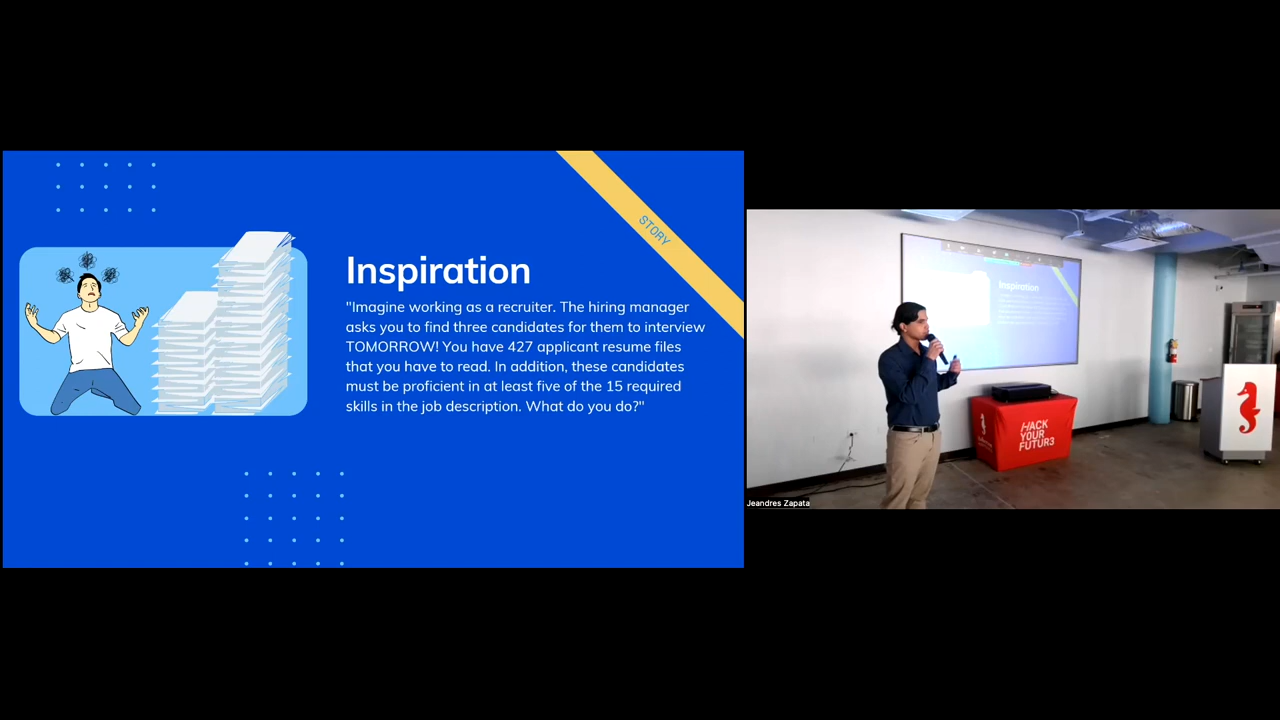 STORY
Inspiration
"Imagine working as a recruiter. The hiring manager
asks you to find three candidates for them to interview
TOMORROW! You have 427 applicant resume files
that you have to read. In addition, these candidates
must be proficient in at least five of the 15 required
skills in the job description. What do you do?"
Inspiration
HACK
YOUR
FUTUR3
Jeandres Zapata